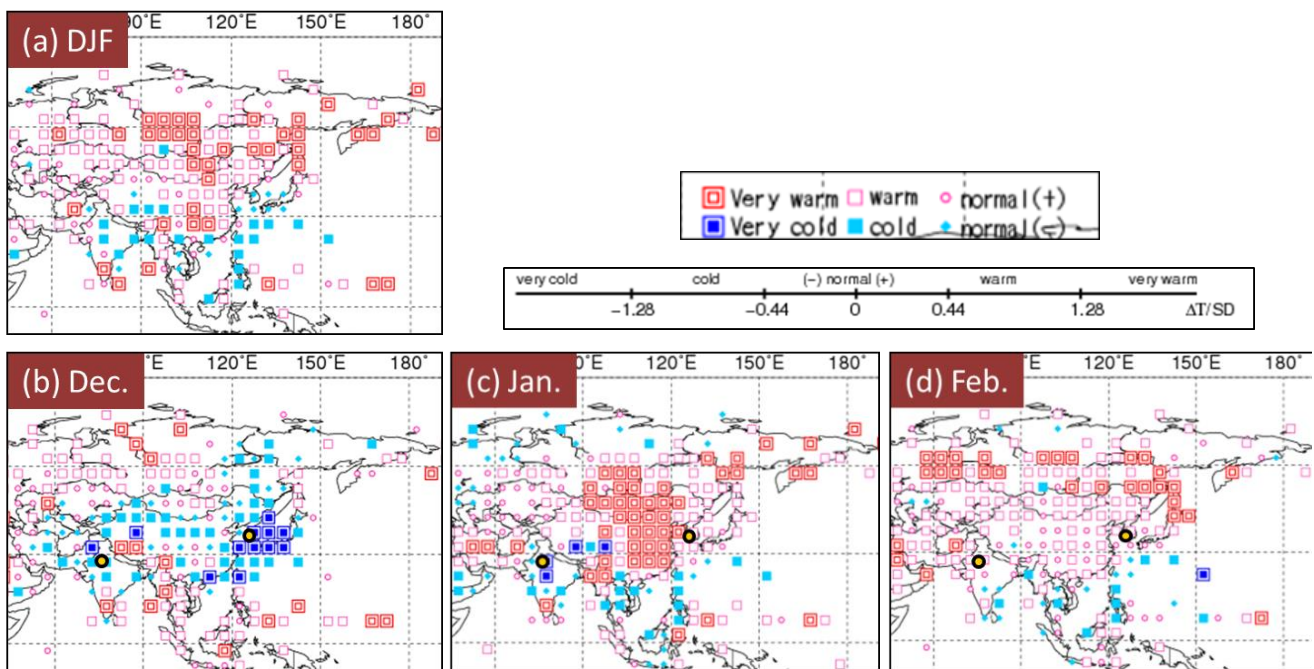 (a) DJF
90°E 120°E 150°E 180°
Very warm warm normal(+)
Very cold cold normal(-)
very cold cold (-) normal (+) warm very warm
-1.28 -0.44 0 0.44 1.28 ΔT/SD
(b) Dec.
°E 120°E 150°E 180°
(c) Jan.
°E 120°E 150°E 180°
(d) Feb.
°E 120°E 150°E 180°